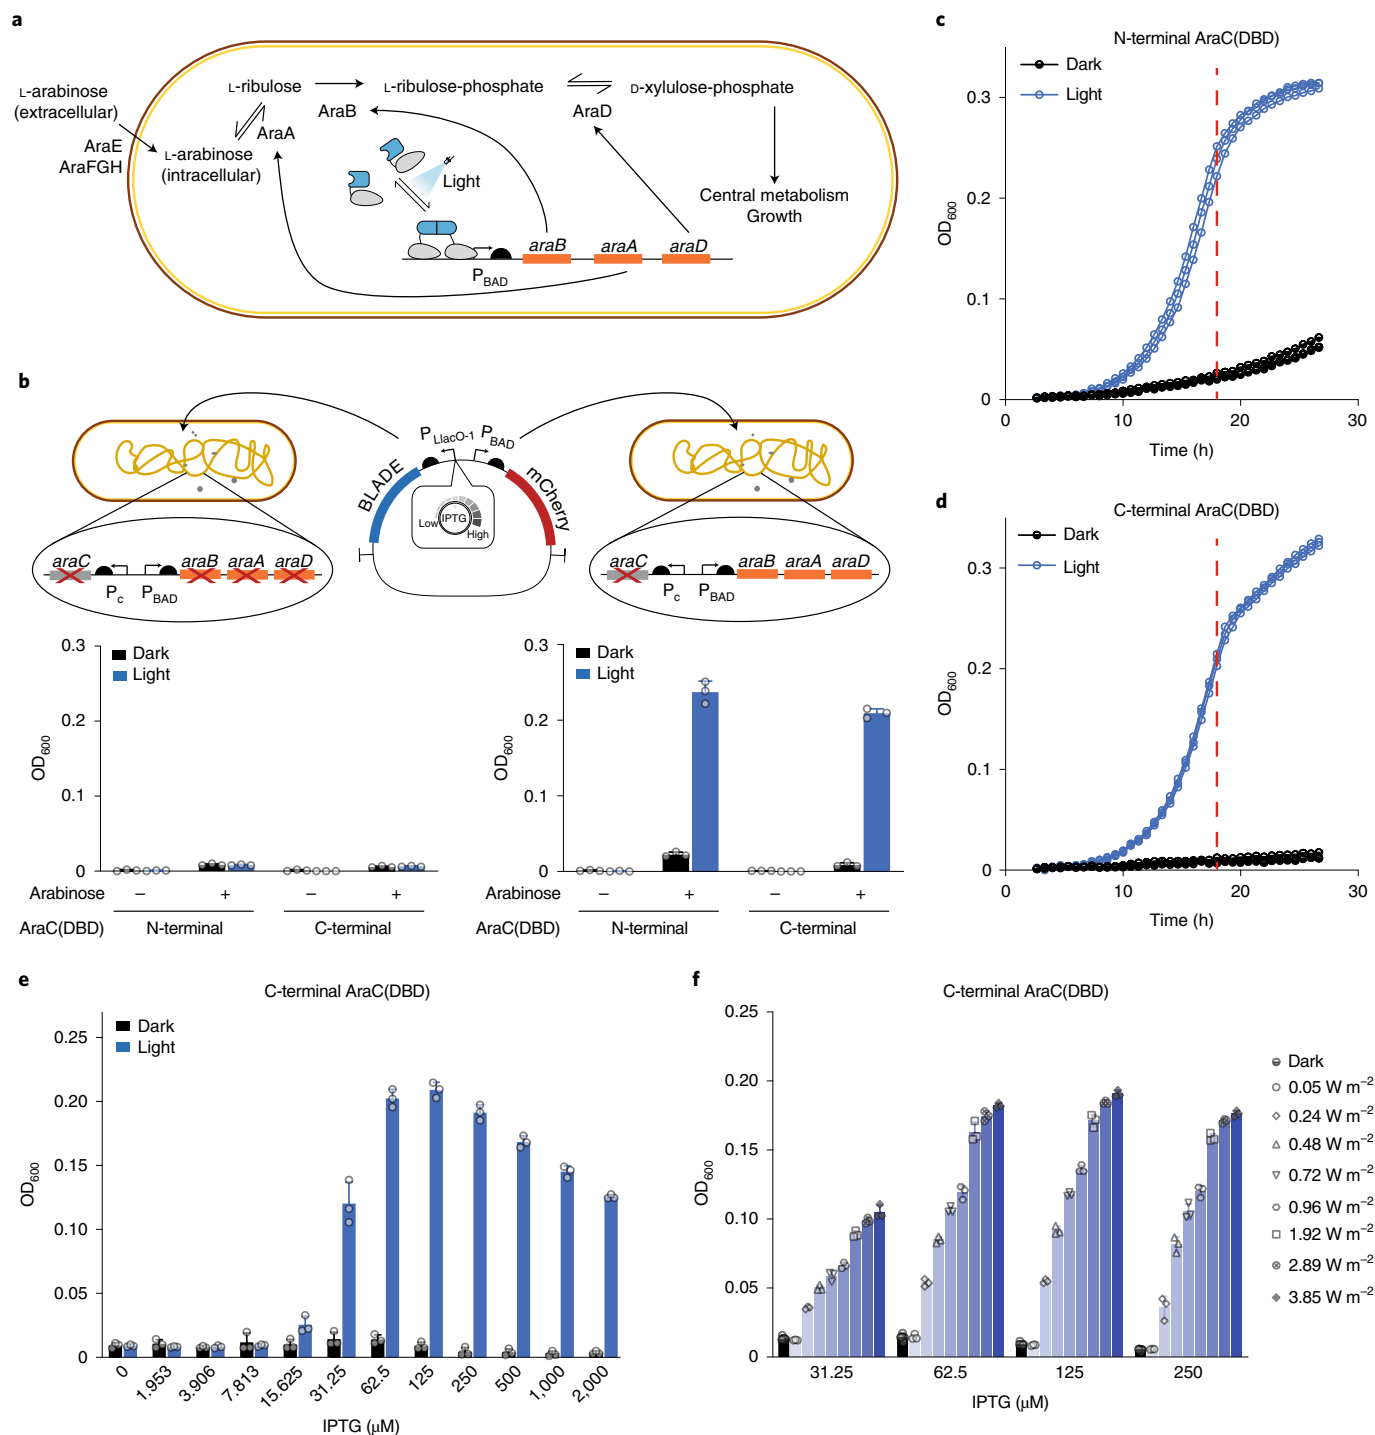 a
L-arabinose
(extracellular)
AraE
AraFGH
L-ribulose
AraB
AraA
L-arabinose
(intracellular)
L-ribulose-phosphate
AraD
D-xylulose-phosphate
Light
Central metabolism
Growth
araB
araA
araD
PBAD
b
PLlacO-1
PBAD
BLADE
mCherry
IPTG
Low
High
araC
araB
araA
araD
Pc
PBAD
araC
araB
araA
araD
Pc
PBAD
Dark
Light
OD600
0.3
0.2
0.1
0
Arabinose
–
+
–
+
AraC(DBD)
N-terminal
C-terminal
Dark
Light
OD600
0.3
0.2
0.1
0
Arabinose
–
+
–
+
AraC(DBD)
N-terminal
C-terminal
c
N-terminal AraC(DBD)
Dark
Light
OD600
0.3
0.2
0.1
0
0
10
20
30
Time (h)
d
C-terminal AraC(DBD)
Dark
Light
OD600
0.3
0.2
0.1
0
0
10
20
30
Time (h)
e
C-terminal AraC(DBD)
Dark
Light
OD600
0.25
0.20
0.15
0.10
0.05
0
0
1.953
3.906
7.813
15.625
31.25
62.5
125
250
500
1,000
2,000
IPTG (μM)
f
C-terminal AraC(DBD)
OD600
0.25
0.20
0.15
0.10
0.05
0
31.25
62.5
125
250
IPTG (μM)
Dark
0.05 W m−2
0.24 W m−2
0.48 W m−2
0.72 W m−2
0.96 W m−2
1.92 W m−2
2.89 W m−2
3.85 W m−2